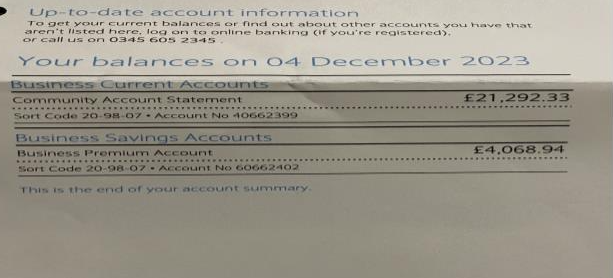 Up-to-date account information
To get your current balances or find out about other accounts you have that
aren't listed here, log on to online banking (if you're registered),
or call us on 0345 605 2345.
Your balances on 04 December 2023
Business Current Accounts
Community Account Statement £21,292.33
Sort Code 20-98-07 • Account No 40662399
Business Savings Accounts
Business Premium Account £4,068.94
Sort Code 20-98-07 • Account No 60662402
This is the end of your account summary.